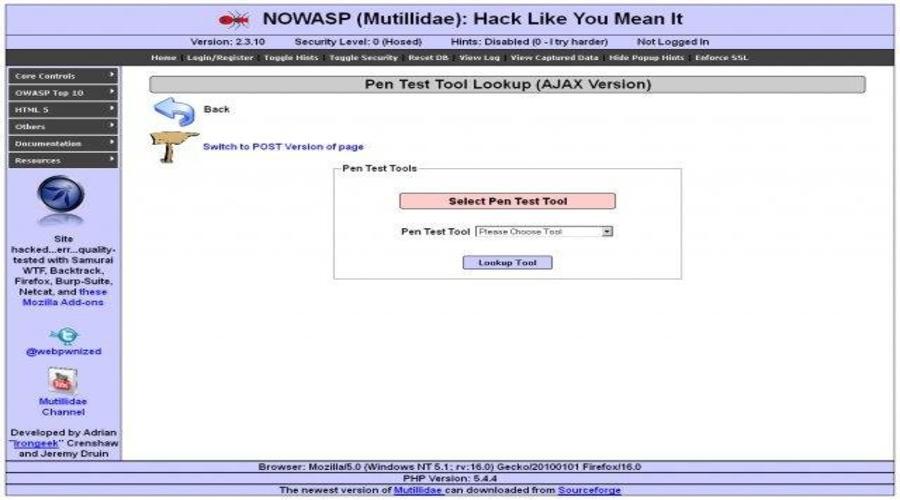 NOWASP (Mutillidae): Hack Like You Mean It
Version: 2.3.10 Security Level: 0 (Hosed) Hints: Disabled (0 - I try harder) Not Logged In
Home | Login/Register | Toggle Hints | Toggle Security | Reset DB | View Log | View Captured Data | Hide Popup Hints | Enforce SSL
Core Controls
OWASP Top 10
HTML 5
Others
Documentation
Resources
Site
hacked...err...quality-
tested with Samurai
WTF, Backtrack,
Firefox, Burp-Suite,
Netcat, and these
Mozilla Add-ons
@webpwnized
Mutillidae
Channel
Developed by Adrian
"Irongeek" Crenshaw
and Jeremy Druin
Pen Test Tool Lookup (AJAX Version)
Back
Switch to POST Version of page
Pen Test Tools
Select Pen Test Tool
Pen Test Tool Please Choose Tool
Lookup Tool
Browser: Mozilla/5.0 (Windows NT 5.1; rv:16.0) Gecko/20100101 Firefox/16.0
PHP Version: 5.4.4
The newest version of Mutillidae can downloaded from Sourceforge